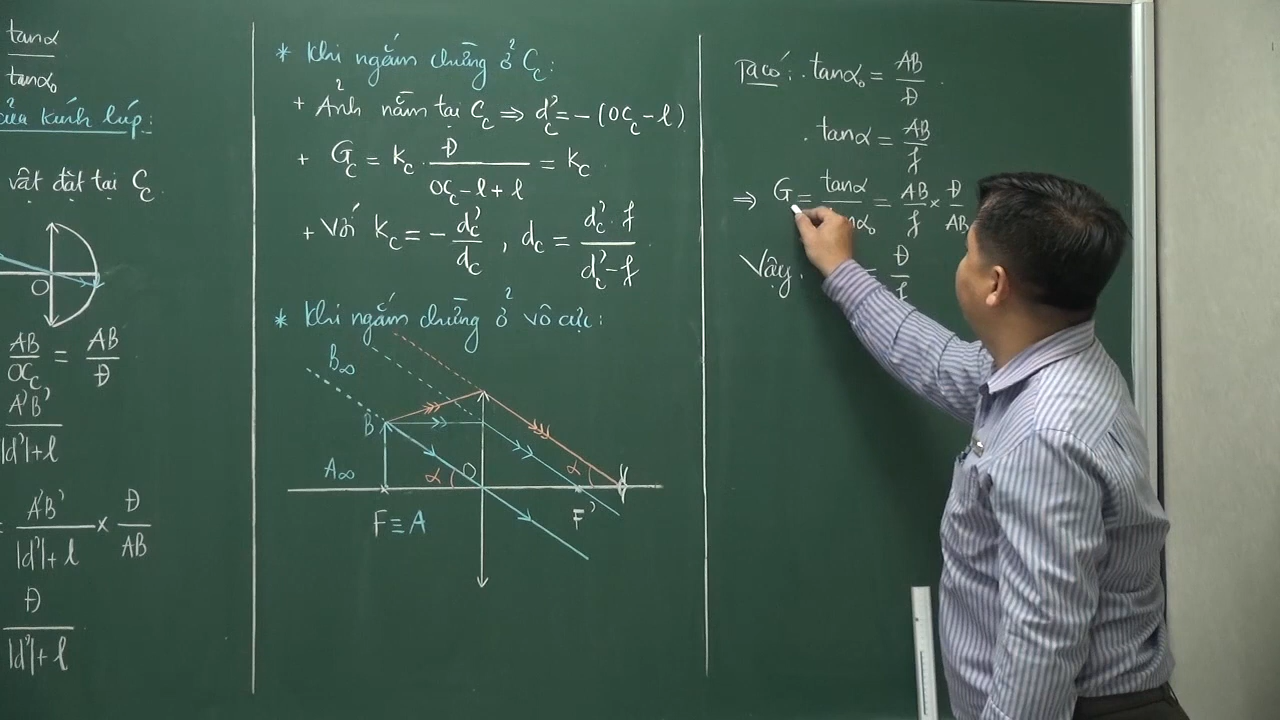 tanα
tanα₀
của kính lúp:
vật đặt tại C꜀
O
AB/OC꜀ = AB/Đ
A'B'/|d'|+l
= A'B'/|d'|+l × Đ/AB
Đ/|d'|+l
* Khi ngắm chừng ở C꜀:
+ Ảnh nằm tại C꜀ ⇒ d'꜀ = -(OC꜀ - l)
+ G꜀ = k꜀ . Đ/OC꜀ - l + l = k꜀.
+ Với k꜀ = - d'꜀/d꜀ , d꜀ = d'꜀ . f/d'꜀ - f .
* Khi ngắm chừng ở vô cực:
B∞
B
A∞ α O α
F ≡ A F'
Ta có: . tanα₀ = AB/Đ .
. tanα = AB/f
⇒ G = tanα/tanα₀ = AB/f × Đ/AB
Vậy. = Đ/f